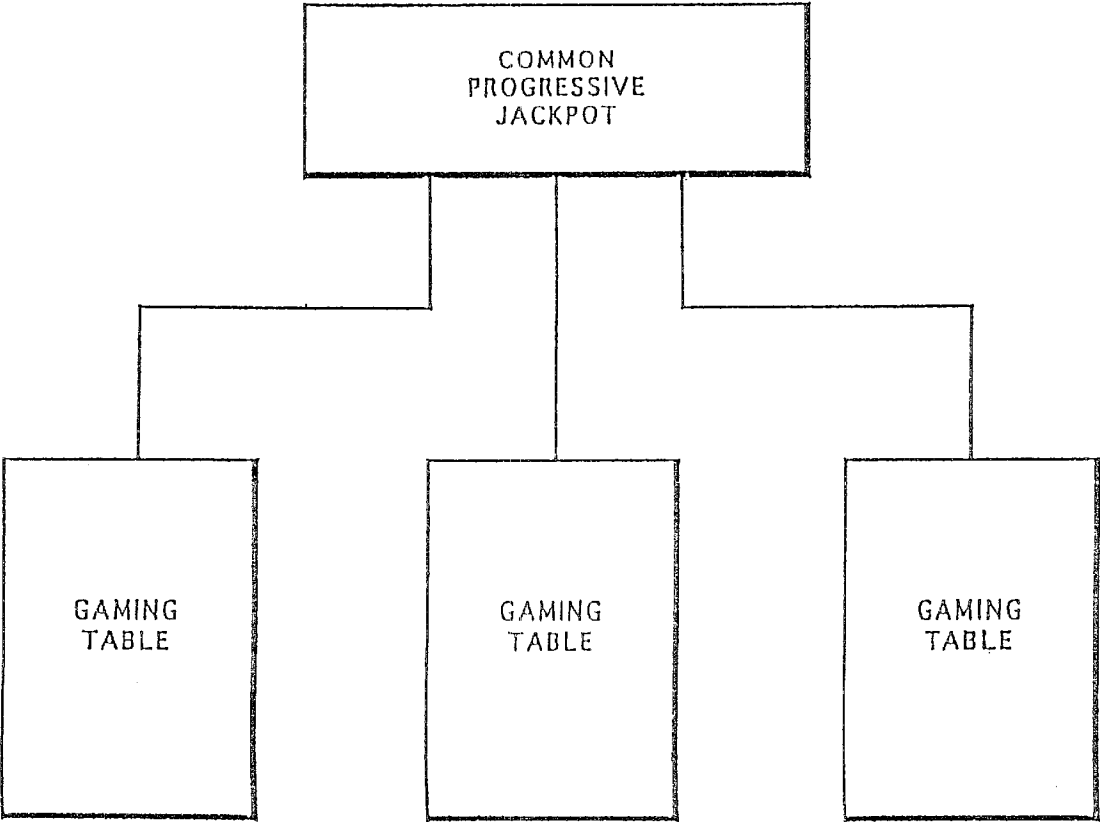 COMMON
PROGRESSIVE
JACKPOT
GAMING
TABLE
GAMING
TABLE
GAMING
TABLE